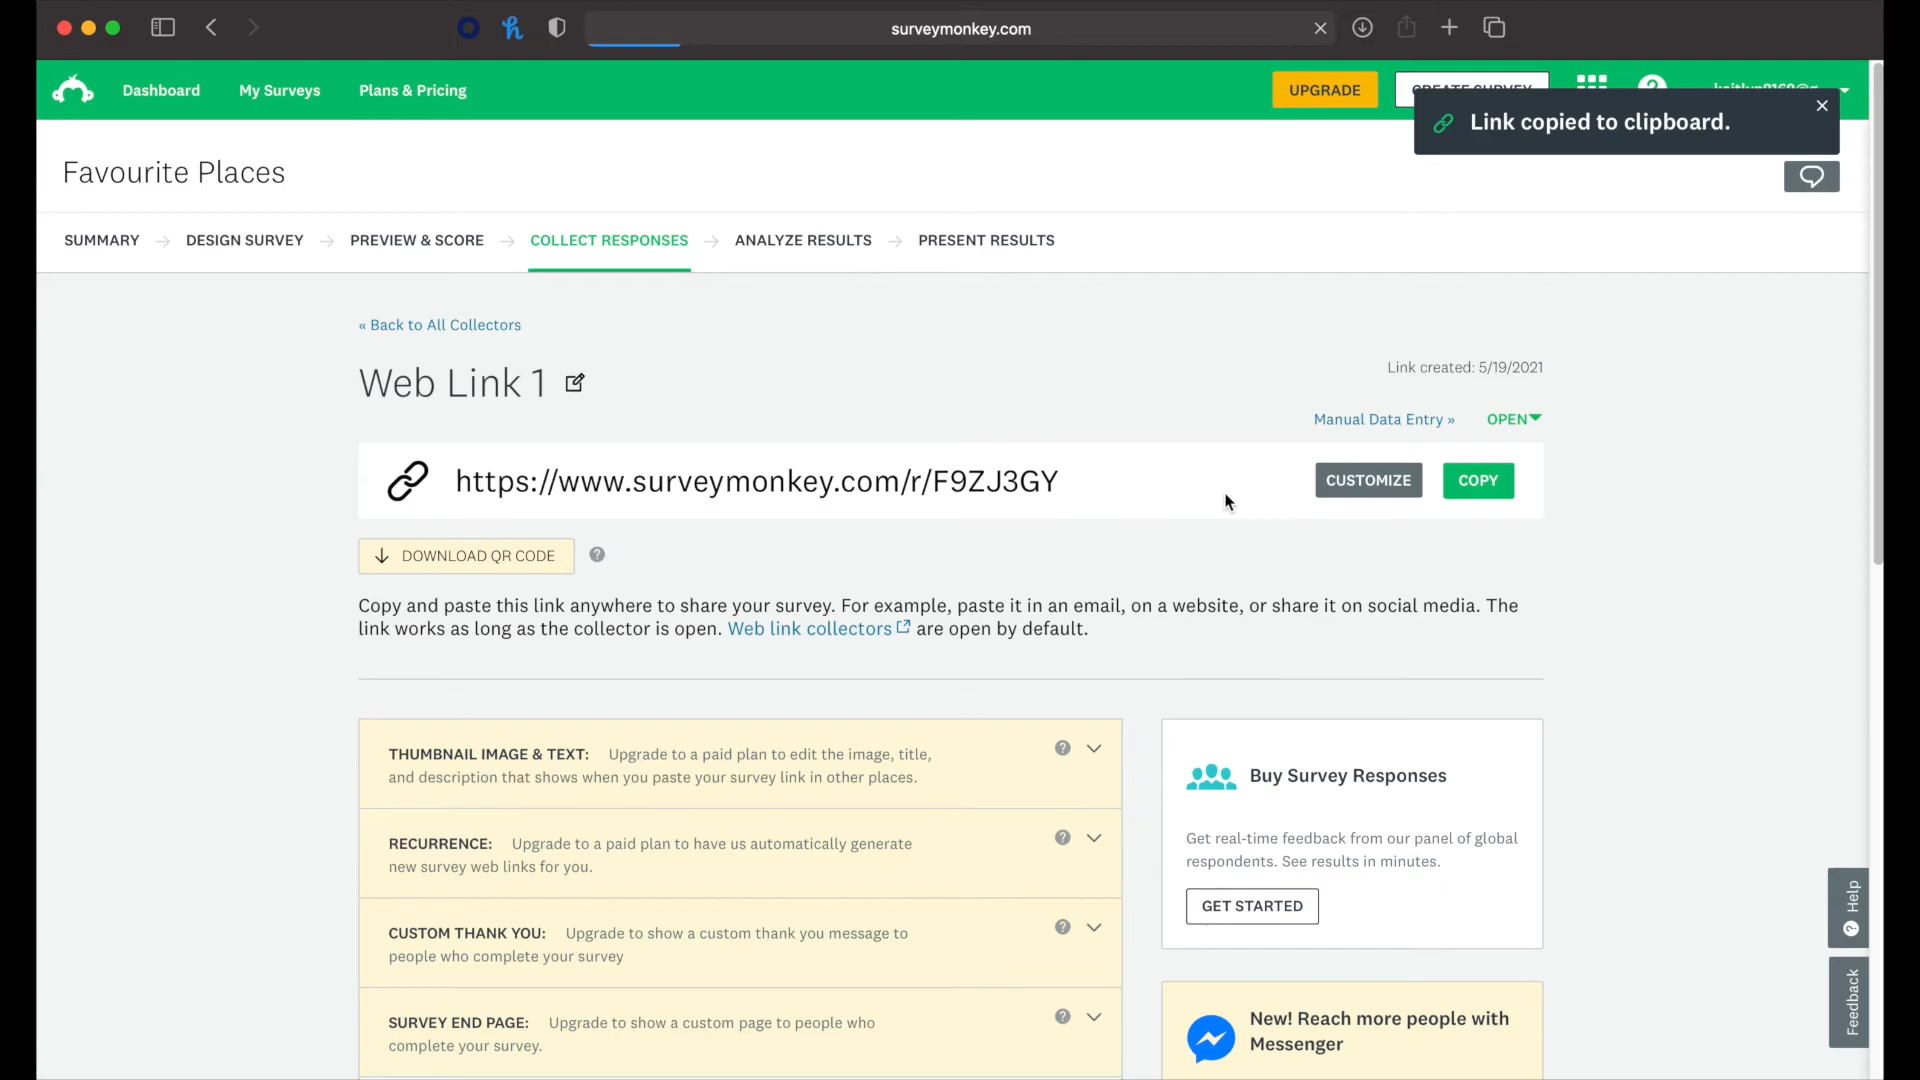 surveymonkey.com
Dashboard
My Surveys
Plans & Pricing
UPGRADE
CREATE SURVEY
Link copied to clipboard.
Favourite Places
SUMMARY
DESIGN SURVEY
PREVIEW & SCORE
COLLECT RESPONSES
ANALYZE RESULTS
PRESENT RESULTS
« Back to All Collectors
Web Link 1
Link created: 5/19/2021
Manual Data Entry »
OPEN
https://www.surveymonkey.com/r/F9ZJ3GY
CUSTOMIZE
COPY
DOWNLOAD QR CODE
Copy and paste this link anywhere to share your survey. For example, paste it in an email, on a website, or share it on social media. The
link works as long as the collector is open. Web link collectors are open by default.
THUMBNAIL IMAGE & TEXT: Upgrade to a paid plan to edit the image, title,
and description that shows when you paste your survey link in other places.
RECURRENCE: Upgrade to a paid plan to have us automatically generate
new survey web links for you.
CUSTOM THANK YOU: Upgrade to show a custom thank you message to
people who complete your survey
SURVEY END PAGE: Upgrade to show a custom page to people who
complete your survey.
Buy Survey Responses
Get real-time feedback from our panel of global
respondents. See results in minutes.
GET STARTED
New! Reach more people with
Messenger
Help
Feedback